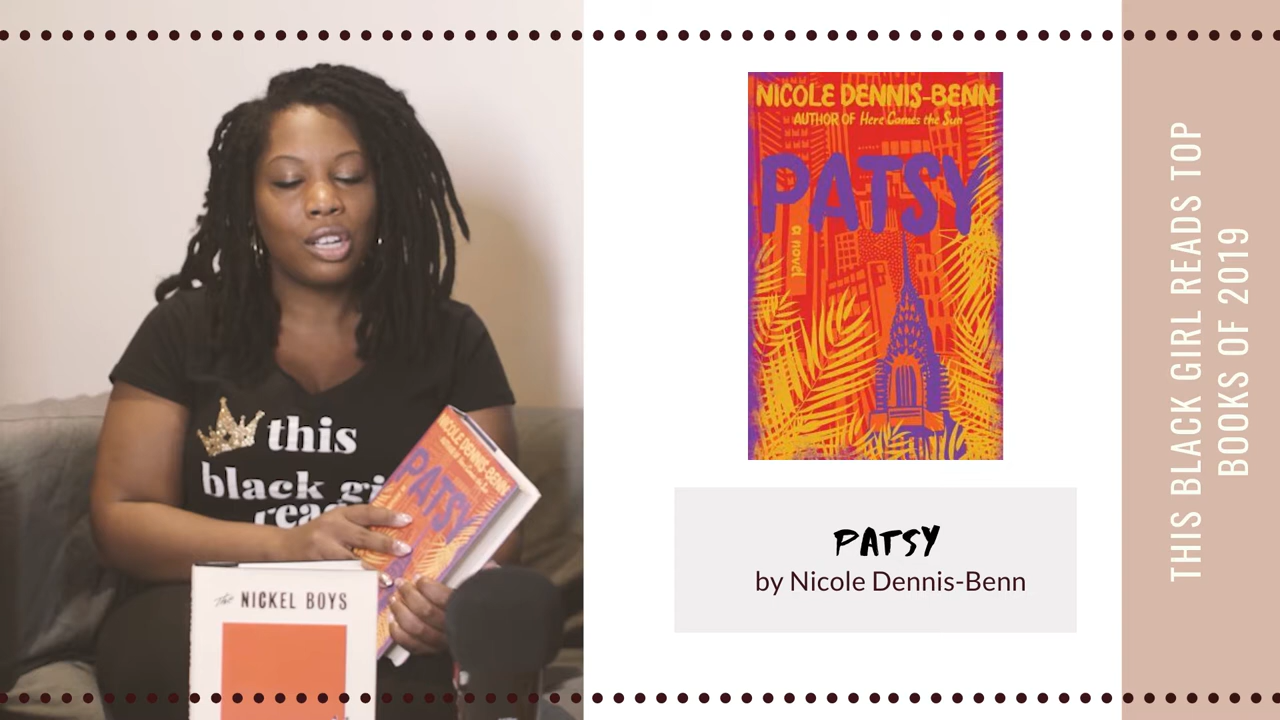 this
black gi
read
NICOLE DENNIS-BENN
PATSY
The NICKEL BOYS
NICOLE DENNIS-BENN
AUTHOR OF Here Comes the Sun
PATSY
a novel
PATSY
by Nicole Dennis-Benn
THIS BLACK GIRL READS TOP
BOOKS OF 2019